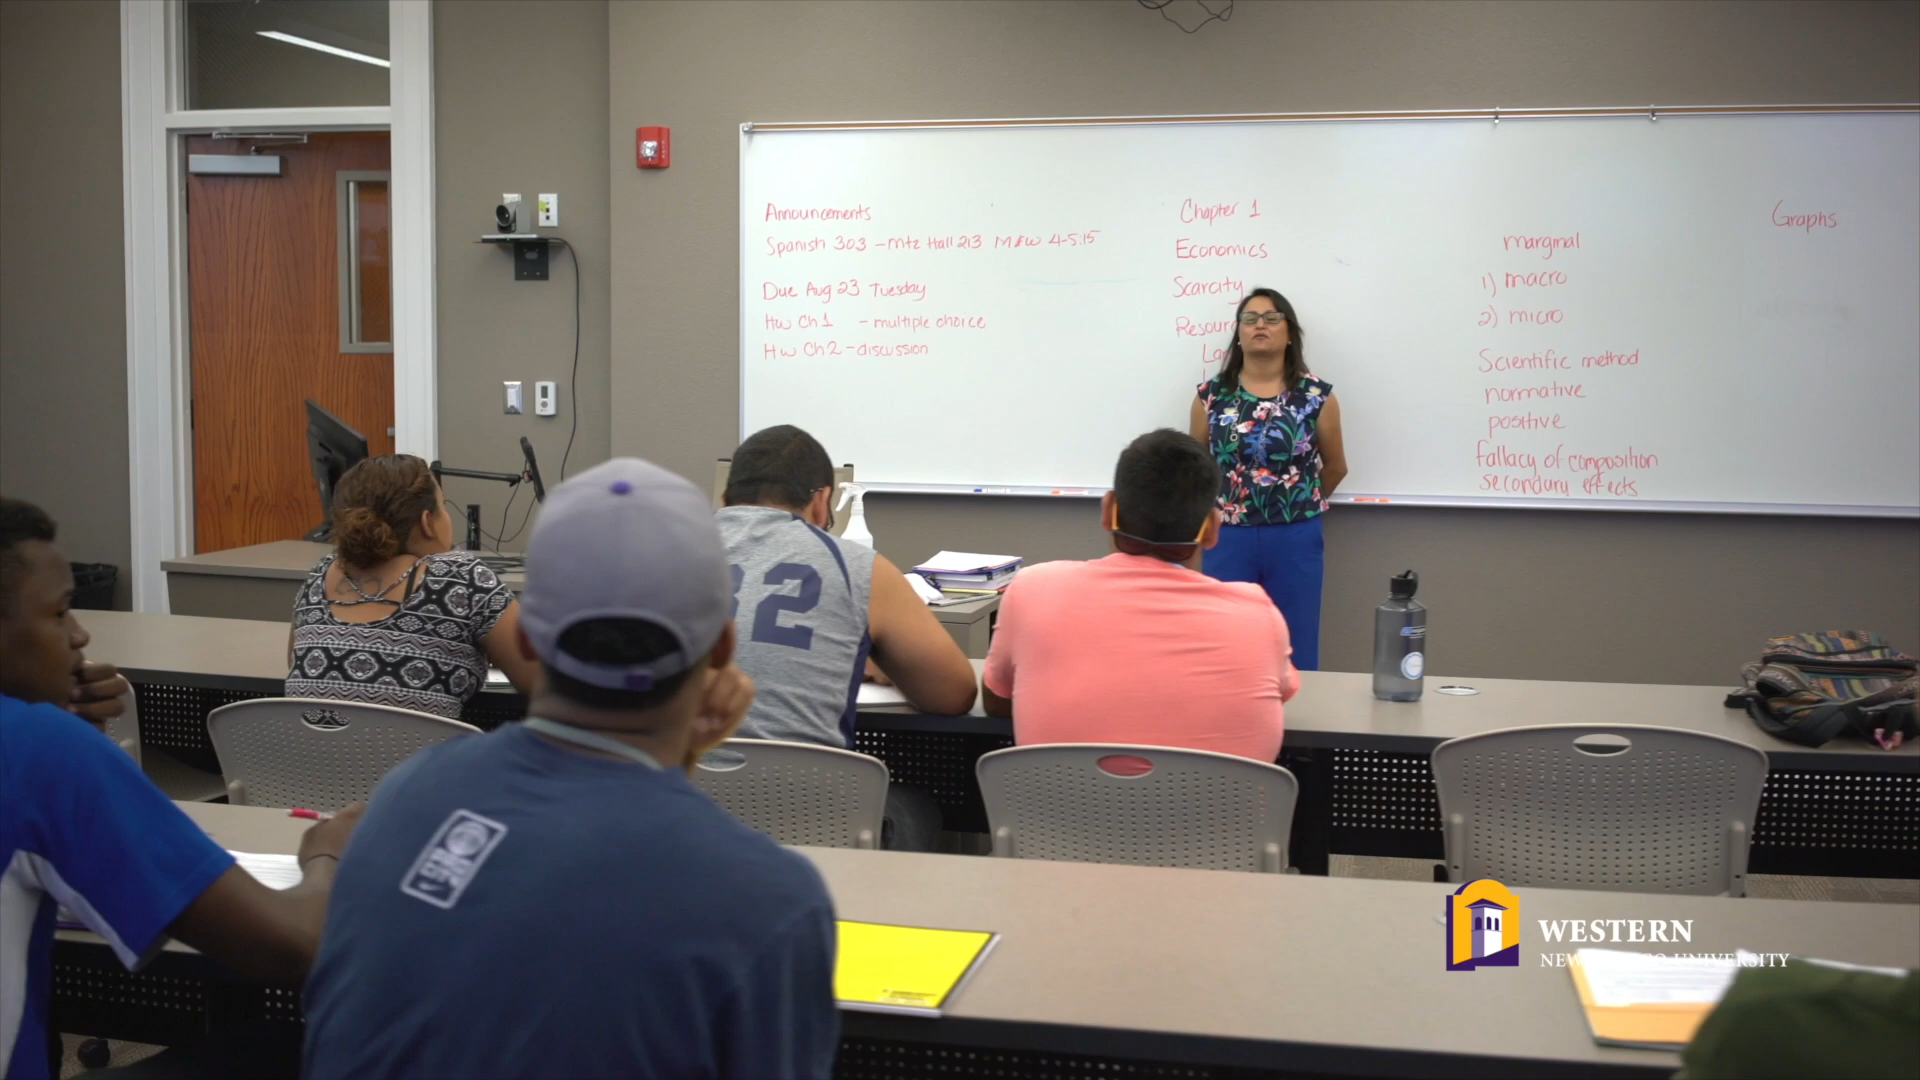 Announcements
Spanish 303 - Mtz Hall 213 M & W 4-5:15
Due Aug 23 Tuesday
Hw Ch 1 - multiple choice
Hw Ch 2 - discussion
Chapter 1
Economics
Scarcity
marginal
1) macro
2) micro
Scientific method
normative
positive
fallacy of composition
secondary effects
Graphs
32
WESTERN
UNIVERSITY